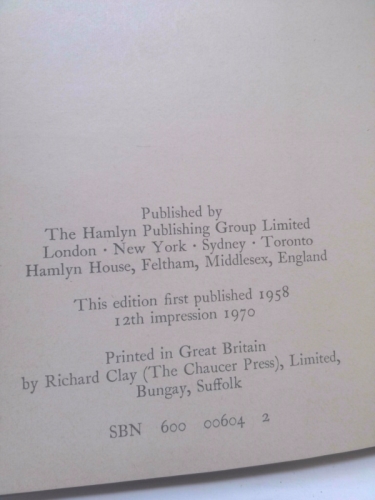 Published by
The Hamlyn Publishing Group Limited
London · New York · Sydney · Toronto
Hamlyn House, Feltham, Middlesex, England
This edition first published 1958
12th impression 1970
Printed in Great Britain
by Richard Clay (The Chaucer Press), Limited,
Bungay, Suffolk
SBN 600 00604 2